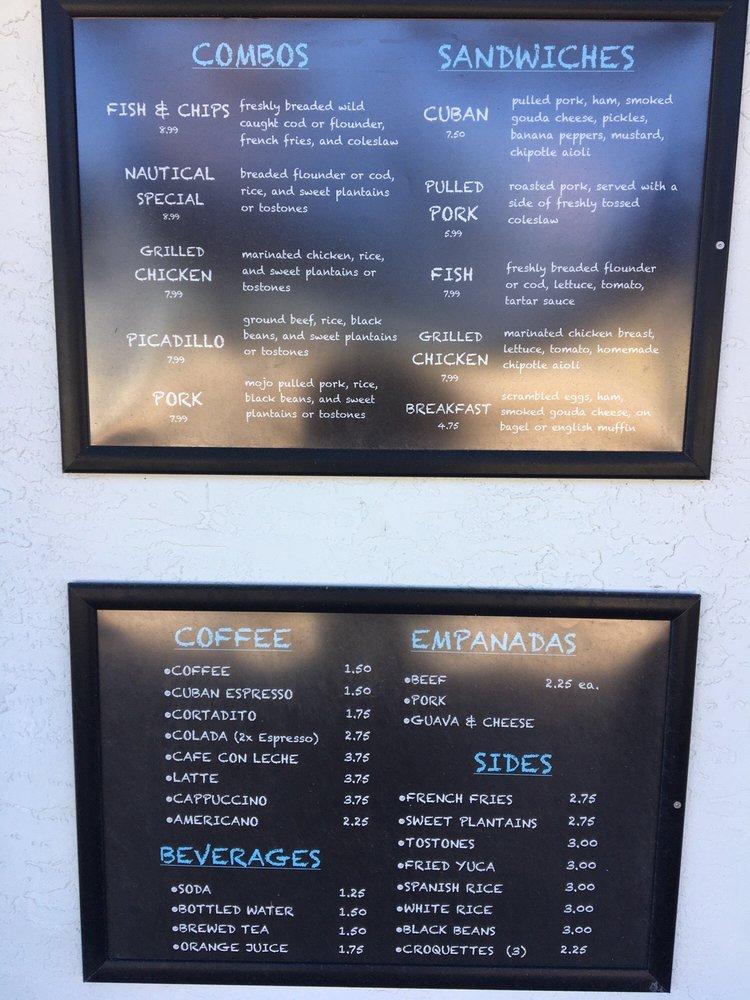 COMBOS
FISH & CHIPS
8.99
freshly breaded wild
caught cod or flounder,
french fries, and coleslaw
NAUTICAL
SPECIAL
8.99
breaded flounder or cod,
rice, and sweet plantains
or tostones
GRILLED
CHICKEN
7.99
marinated chicken, rice,
and sweet plantains or
tostones
PICADILLO
7.99
ground beef, rice, black
beans, and sweet plantains
or tostones
PORK
7.99
mojo pulled pork, rice,
black beans, and sweet
plantains or tostones
SANDWICHES
CUBAN
7.50
pulled pork, ham, smoked
gouda cheese, pickles,
banana peppers, mustard,
chipotle aioli
PULLED
PORK
5.99
roasted pork, served with a
side of freshly tossed
coleslaw
FISH
7.99
freshly breaded flounder
or cod, lettuce, tomato,
tartar sauce
GRILLED
CHICKEN
7.99
marinated chicken breast,
lettuce, tomato, homemade
chipotle aioli
BREAKFAST
4.75
scrambled eggs, ham,
smoked gouda cheese, on
bagel or english muffin
COFFEE
•COFFEE 1.50
•CUBAN ESPRESSO 1.50
•CORTADITO 1.75
•COLADA (2x Espresso) 2.75
•CAFE CON LECHE 3.75
•LATTE 3.75
•CAPPUCCINO 3.75
•AMERICANO 2.25
BEVERAGES
•SODA 1.25
•BOTTLED WATER 1.50
•BREWED TEA 1.50
•ORANGE JUICE 1.75
EMPANADAS
•BEEF 2.25 ea.
•PORK
•GUAVA & CHEESE
SIDES
•FRENCH FRIES 2.75
•SWEET PLANTAINS 2.75
•TOSTONES 3.00
•FRIED YUCA 3.00
•SPANISH RICE 3.00
•WHITE RICE 3.00
•BLACK BEANS 3.00
•CROQUETTES (3) 2.25